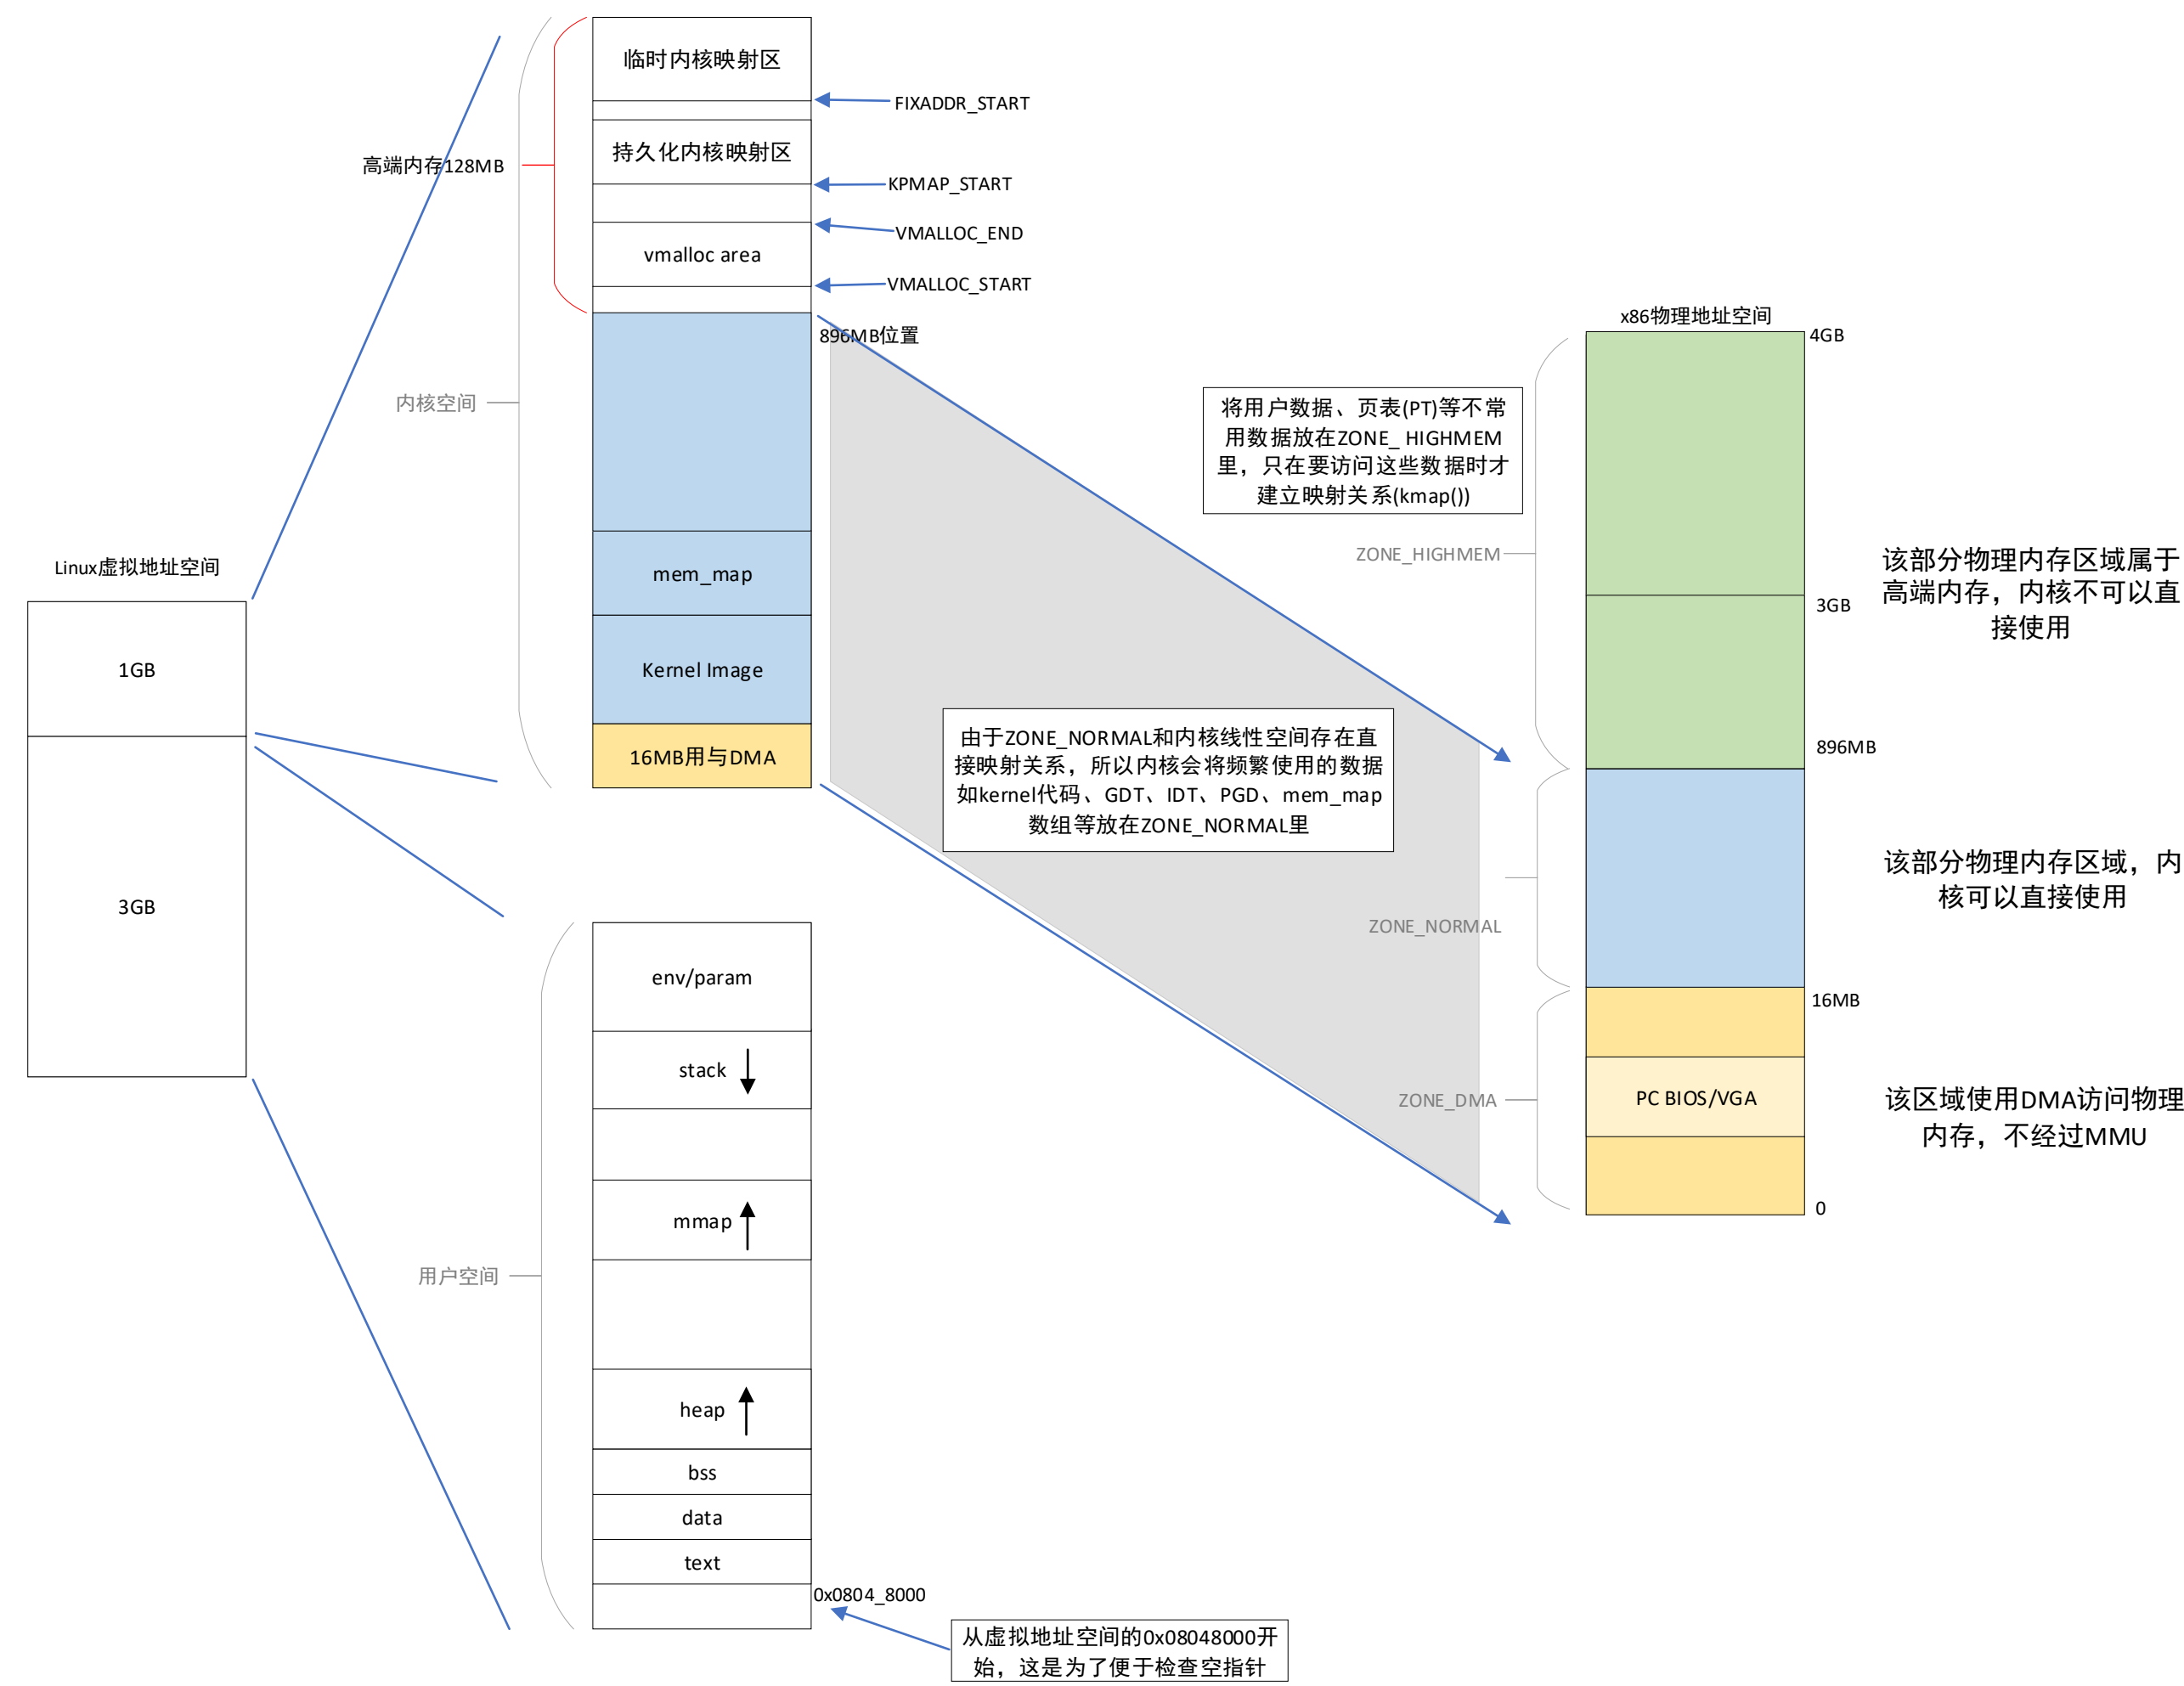 临时内核映射区
FIXADDR_START
持久化内核映射区
高端内存128MB
KPMAP_START
VMALLOC_END
vmalloc area
VMALLOC_START
896MB位置
内核空间
mem_map
Kernel Image
16MB用与DMA
Linux虚拟地址空间
1GB
3GB
x86物理地址空间
4GB
将用户数据、页表(PT)等不常
用数据放在ZONE_ HIGHMEM
里，只在要访问这些数据时才
建立映射关系(kmap())
ZONE_HIGHMEM
3GB
该部分物理内存区域属于
高端内存，内核不可以直
接使用
896MB
由于ZONE_NORMAL和内核线性空间存在直
接映射关系，所以内核会将频繁使用的数据
如kernel代码、GDT、IDT、PGD、mem_map
数组等放在ZONE_NORMAL里
ZONE_NORMAL
该部分物理内存区域，内
核可以直接使用
16MB
ZONE_DMA
PC BIOS/VGA
该区域使用DMA访问物理
内存，不经过MMU
0
env/param
stack
mmap
用户空间
heap
bss
data
text
0x0804_8000
从虚拟地址空间的0x08048000开
始，这是为了便于检查空指针